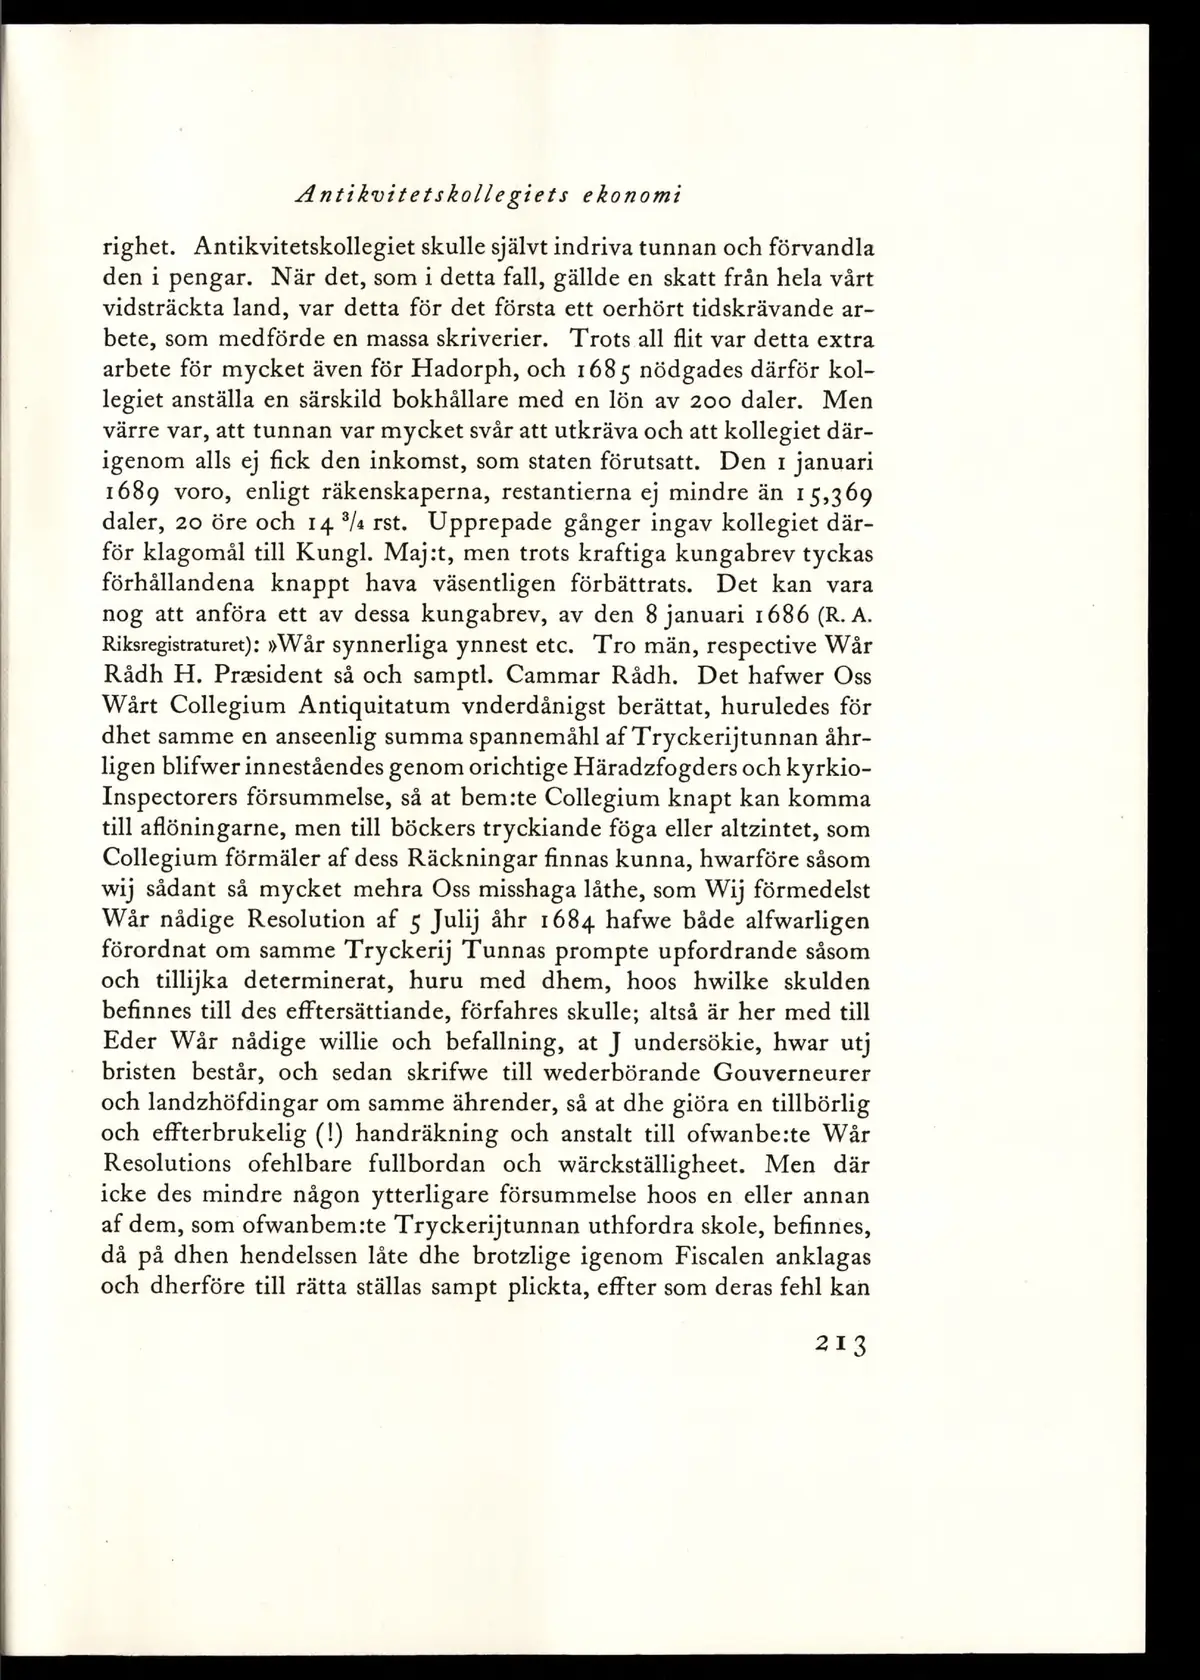 Antikvitetskollegiets ekonomi
righet. Antikvitetskollegiet skulle självt indriva tunnan och förvandla
den i pengar. När det, som i detta fall, gällde en skatt från hela vårt
vidsträckta land, var detta för det första ett oerhört tidskrävande ar-
bete, som medförde en massa skriverier. Trots all flit var detta extra
arbete för mycket även för Hadorph, och 1685 nödgades därför kol-
legiet anställa en särskild bokhållare med en lön av 200 daler. Men
värre var, att tunnan var mycket svår att utkräva och att kollegiet där-
igenom alls ej fick den inkomst, som staten förutsatt. Den 1 januari
1689 voro, enligt räkenskaperna, restantierna ej mindre än 15,369
daler, 20 öre och 14 3/4 rst. Upprepade gånger ingav kollegiet där-
för klagomål till Kungl. Maj:t, men trots kraftiga kungabrev tyckas
förhållandena knappt hava väsentligen förbättrats. Det kan vara
nog att anföra ett av dessa kungabrev, av den 8 januari 1686 (R. A.
Riksregistraturet): »Wår synnerliga ynnest etc. Tro män, respective Wår
Rådh H. Præsident så och samptl. Cammar Rådh. Det hafwer Oss
Wårt Collegium Antiquitatum vnderdånigst berättat, huruledes för
dhet samme en anseenlig summa spannemåhl af Tryckerijtunnan åhr-
ligen blifwer innestáendes genom orichtige Häradzfogders och kyrkio-
Inspectorers försummelse, så at bem:te Collegium knapt kan komma
till aflöningarne, men till böckers tryckiande föga eller altzintet, som
Collegium förmäler af dess Räckningar finnas kunna, hwarföre såsom
wij sådant så mycket mehra Oss misshaga låthe, som Wij förmedelst
Wår nådige Resolution af 5 Julij åhr 1684 hafwe både alfwarligen
förordnat om samme Tryckerij Tunnas prompte upfordrande såsom
och tillijka determinerat, huru med dhem, hoos hwilke skulden
befinnes till des efftersättiande, förfahres skulle; altså är her med till
Eder Wår nådige willie och befallning, at J undersökie, hwar utj
bristen består, och sedan skrifwe till wederbörande Gouverneurer
och landzhöfdingar om samme ährender, så at dhe giöra en tillbörlig
och effterbrukelig (!) handräkning och anstalt till ofwanbe:te Wår
Resolutions ofehlbare fullbordan och wärckställigheet. Men där
icke des mindre någon ytterligare försummelse hoos en eller annan
af dem, som ofwanbem:te Tryckerijtunnan uthfordra skole, befinnes,
då på dhen hendelssen låte dhe brotzlige igenom Fiscalen anklagas
och dherföre till rätta ställas sampt plickta, effter som deras fehl kan
213